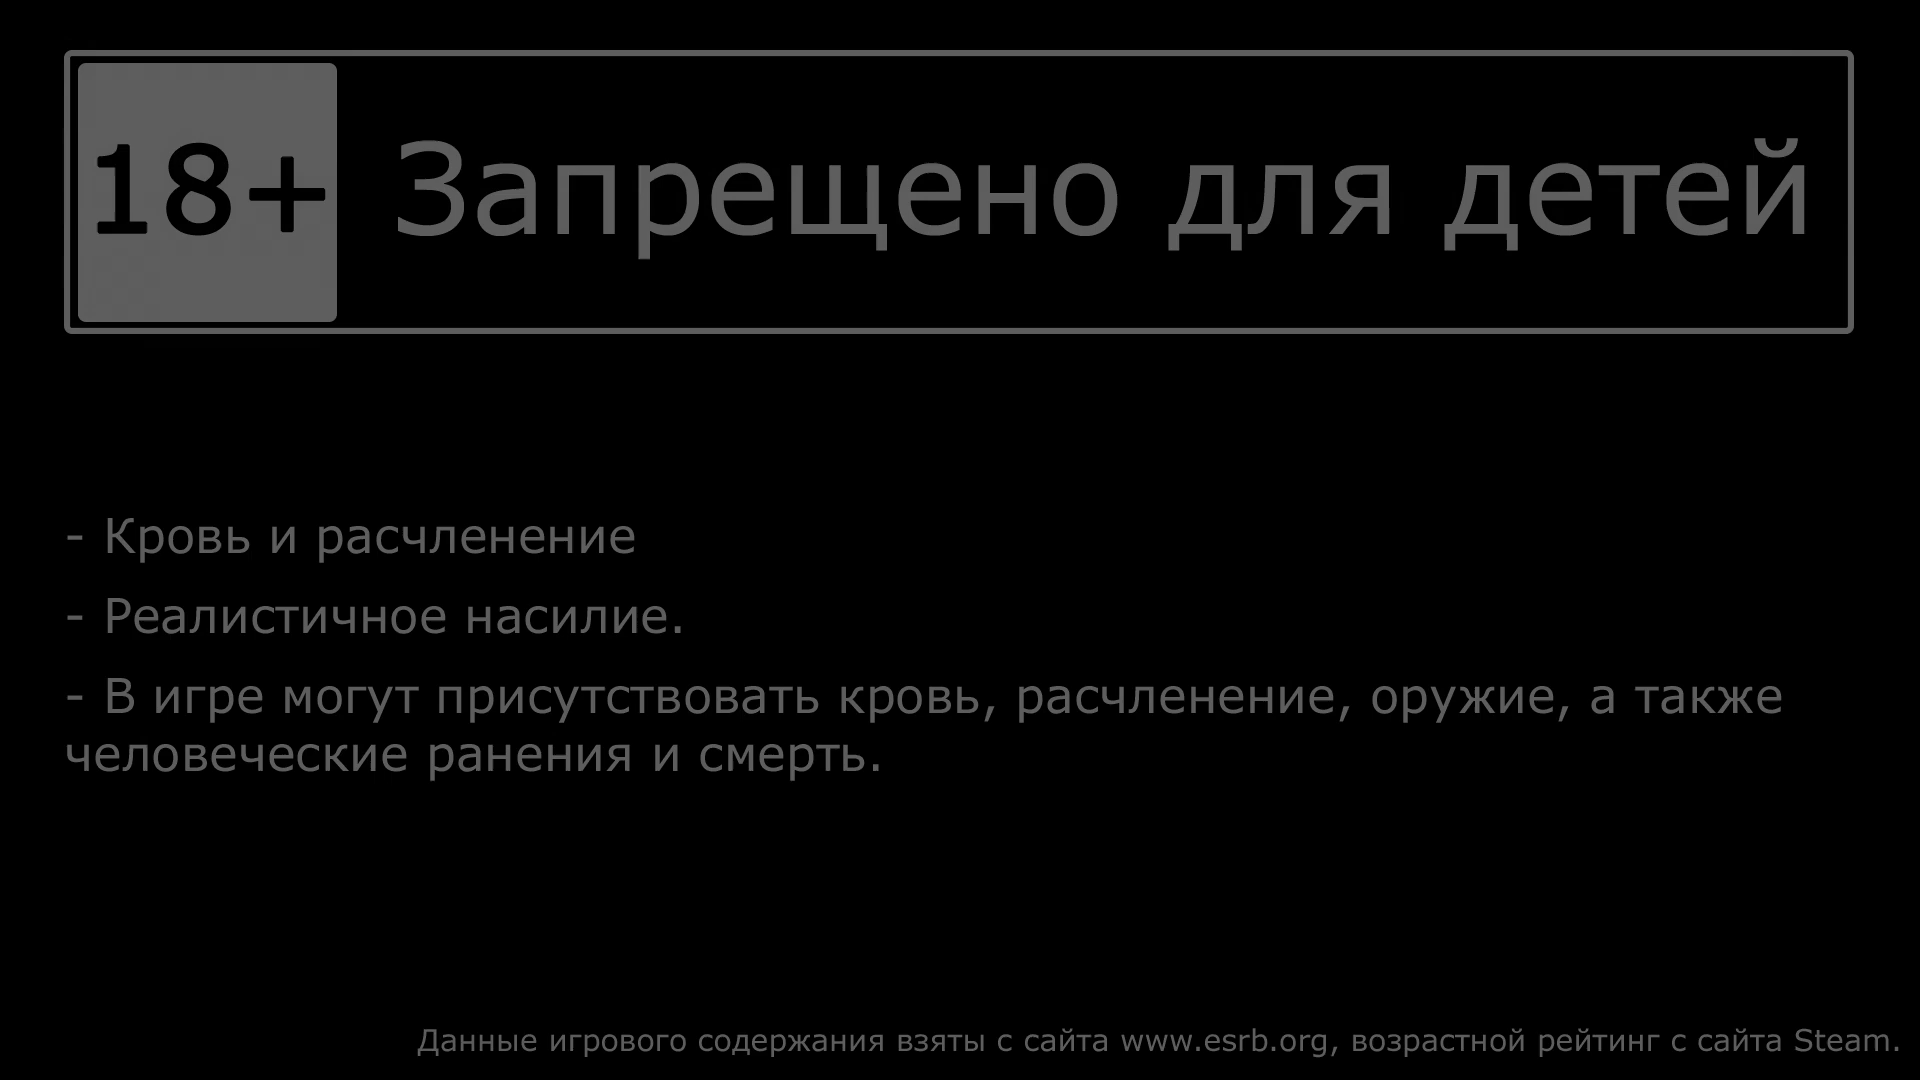 18+ Запрещено для детей
- Кровь и расчленение
- Реалистичное насилие.
- В игре могут присутствовать кровь, расчленение, оружие, а также
человеческие ранения и смерть.
Данные игрового содержания взяты с сайта www.esrb.org, возрастной рейтинг с сайта Steam.